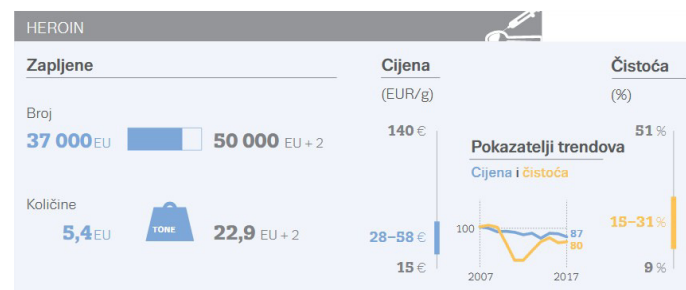 HEROIN
Zapljene
Broj
37 000 EU
50 000 EU + 2
Količine
5,4 EU
TONE
22,9 EU + 2
Cijena
(EUR/g)
140 €
28–58 €
15 €
Pokazatelji trendova
Cijena i čistoća
100
87
80
2007
2017
Čistoća
(%)
51 %
15–31 %
9 %